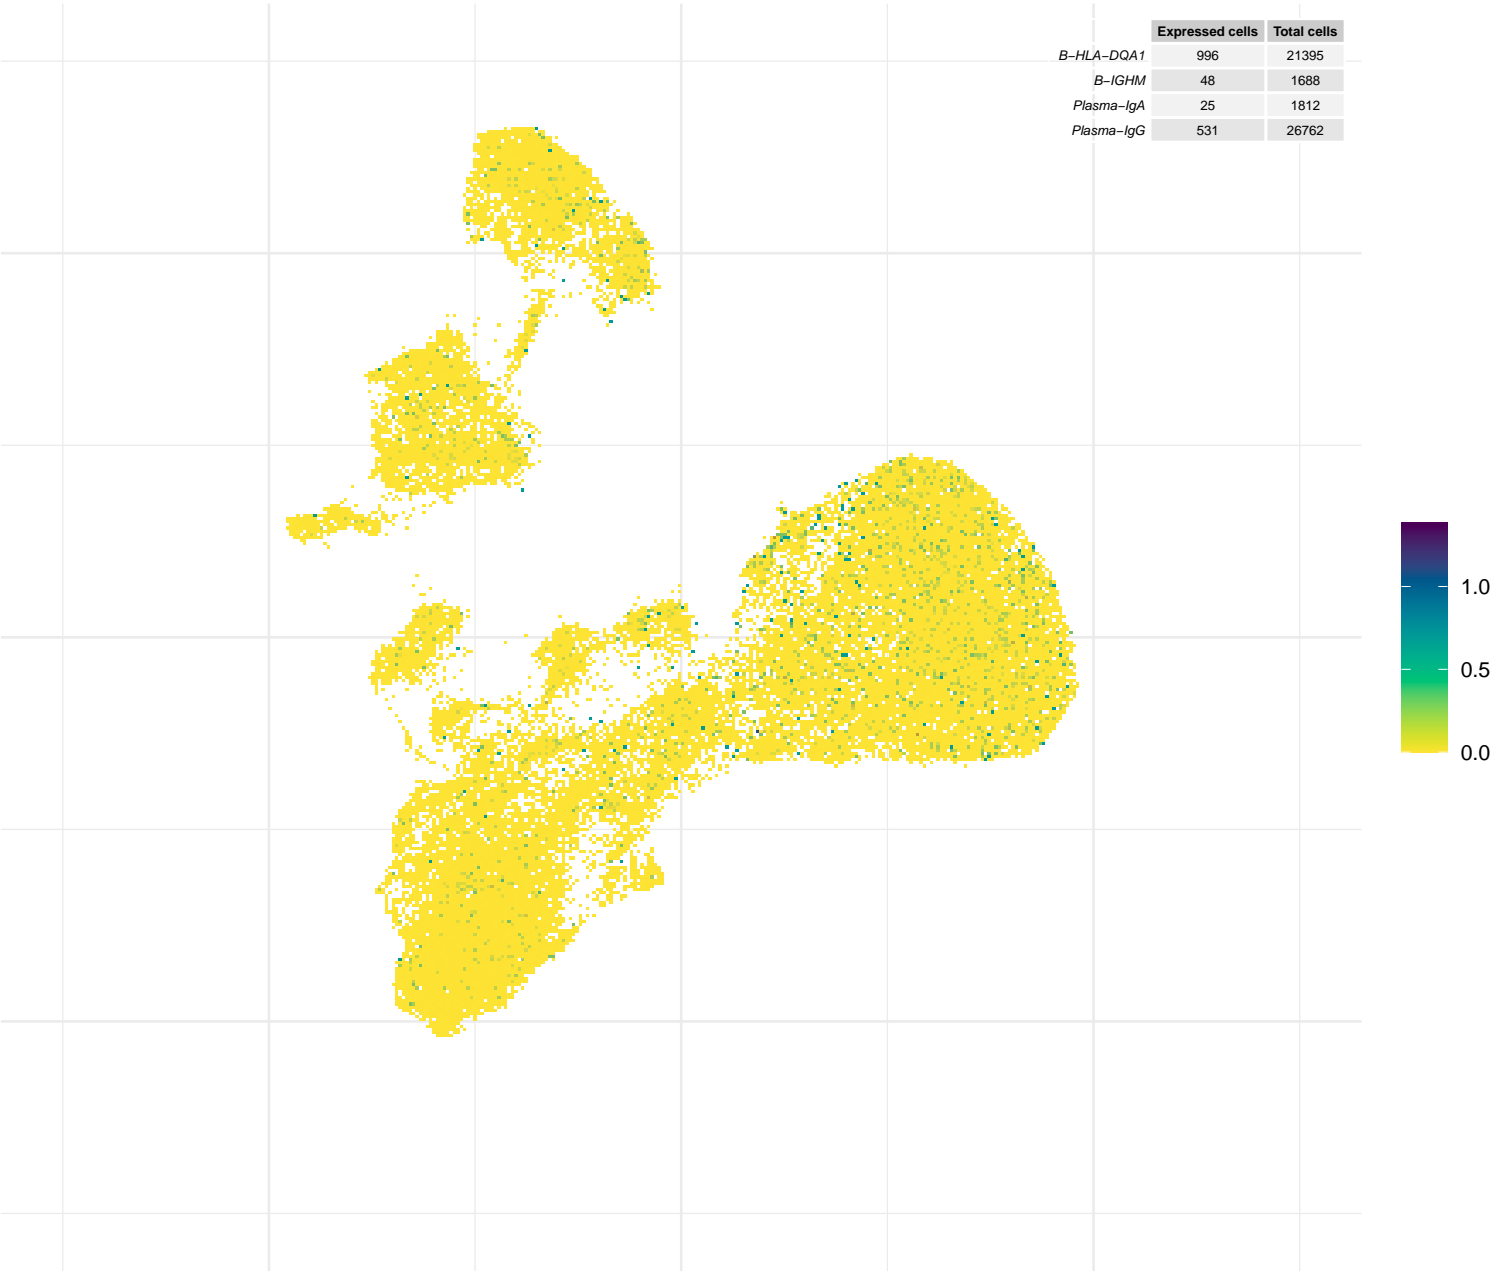 Expressed cells Total cells
B−HLA−DQA1 996 21395
B−IGHM 48 1688
Plasma−IgA 25 1812
Plasma−IgG 531 26762
1.0
0.5
0.0